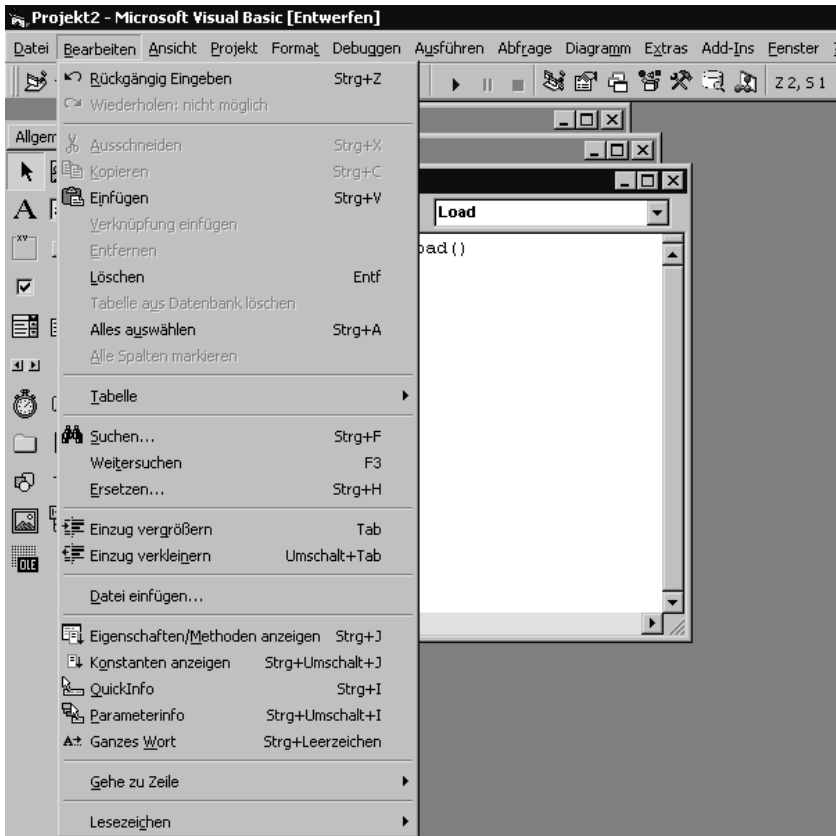 Projekt2 - Microsoft Visual Basic [Entwerfen]
Datei Bearbeiten Ansicht Projekt Format Debuggen Ausführen Abfrage Diagramm Extras Add-Ins Fenster
Z 2, S 1
Rückgängig Eingeben Strg+Z
Wiederholen: nicht möglich
Ausschneiden Strg+X
Kopieren Strg+C
Einfügen Strg+V
Verknüpfung einfügen
Entfernen
Löschen Entf
Tabelle aus Datenbank löschen
Alles auswählen Strg+A
Alle Spalten markieren
Tabelle
Suchen... Strg+F
Weitersuchen F3
Ersetzen... Strg+H
Einzug vergrößern Tab
Einzug verkleinern Umschalt+Tab
Datei einfügen...
Eigenschaften/Methoden anzeigen Strg+J
Konstanten anzeigen Strg+Umschalt+J
QuickInfo Strg+I
Parameterinfo Strg+Umschalt+I
Ganzes Wort Strg+Leerzeichen
Gehe zu Zeile
Lesezeichen
Allgem
A
XY
OLE
Load
oad()